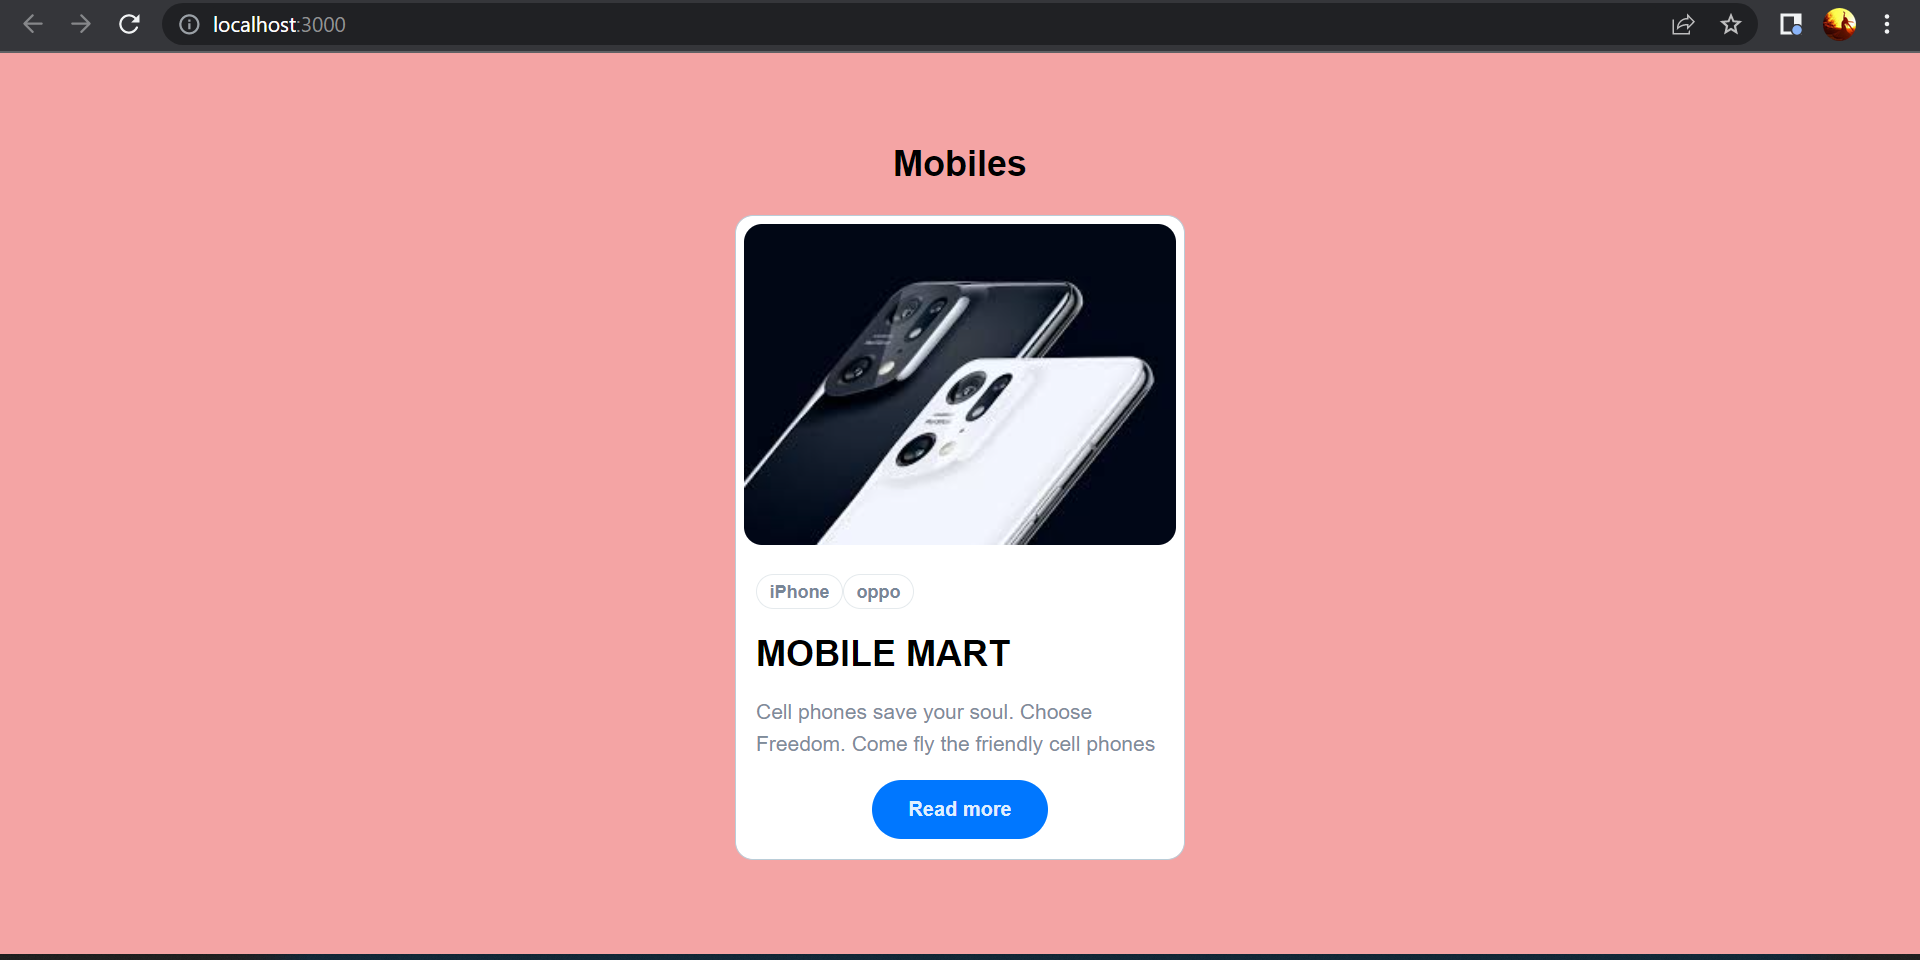 localhost:3000
Mobiles
iPhone oppo
MOBILE MART
Cell phones save your soul. Choose
Freedom. Come fly the friendly cell phones
Read more